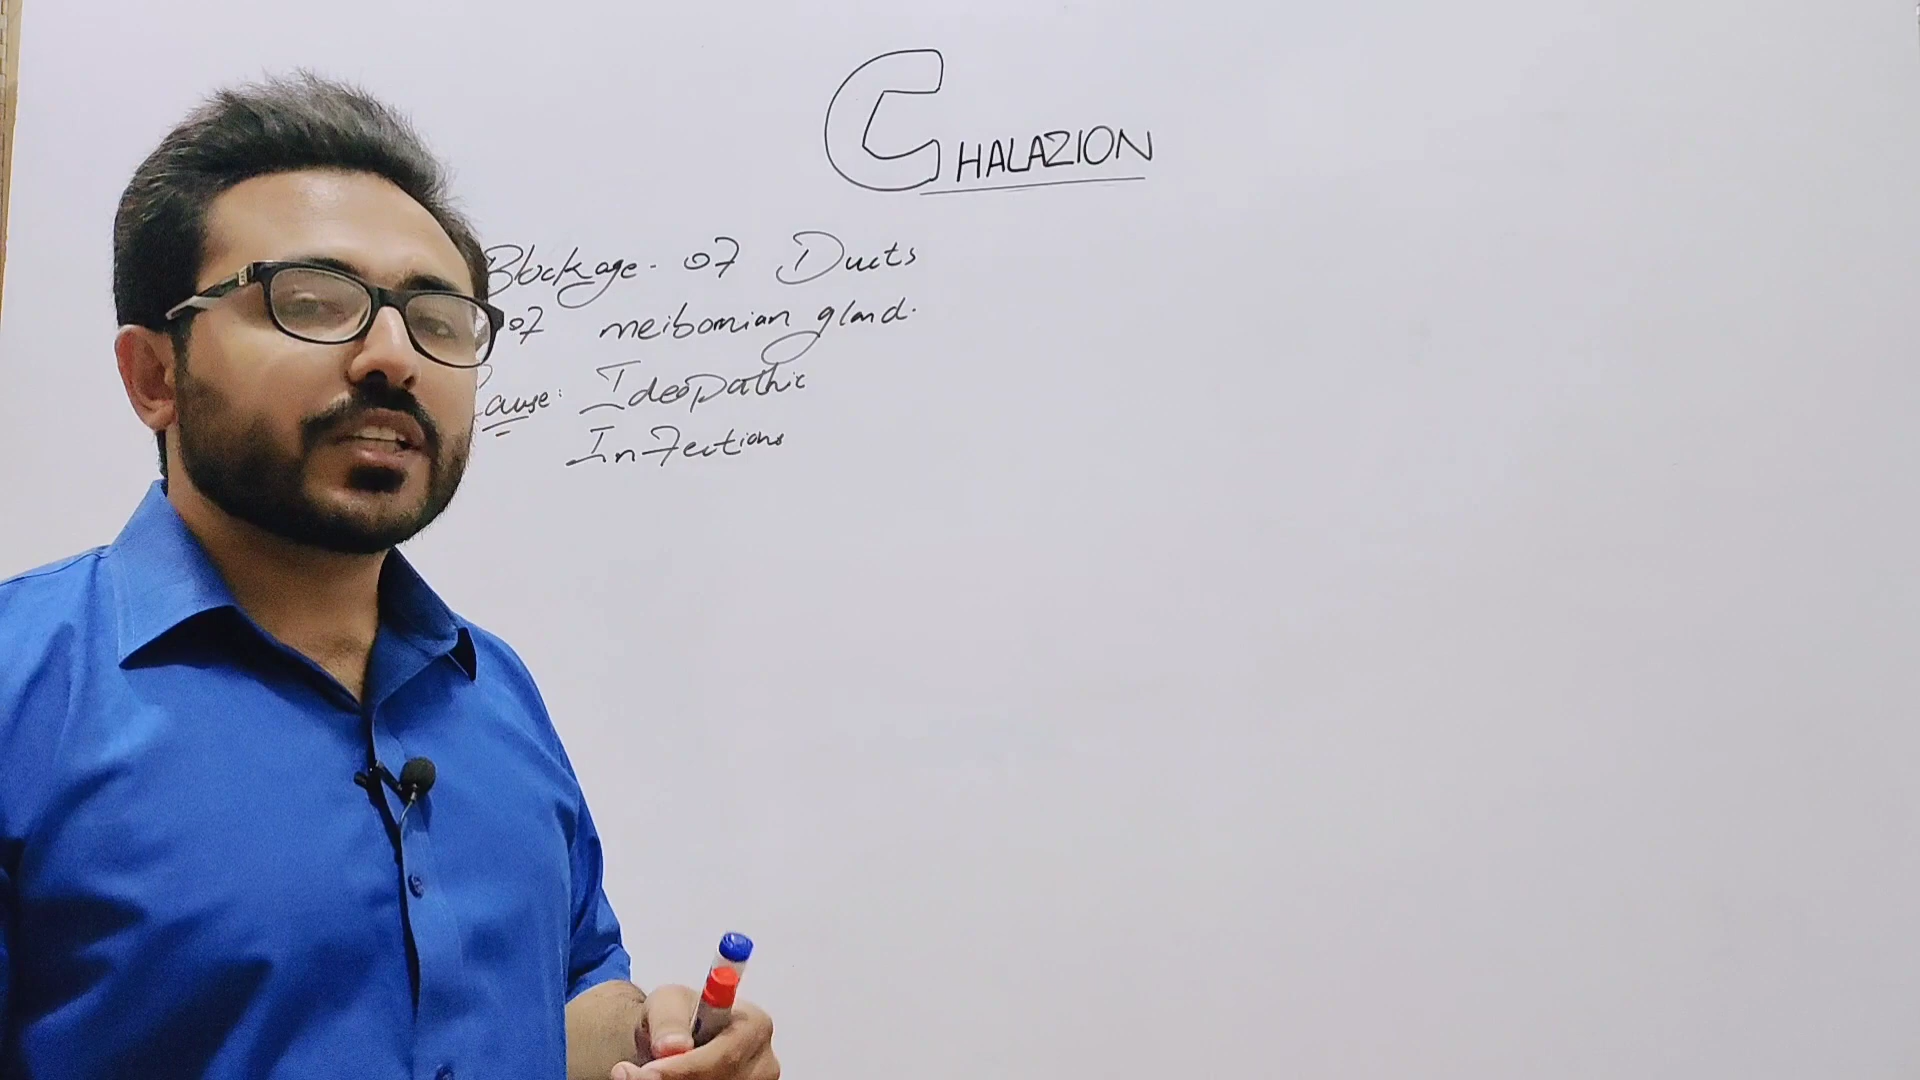 CHALAZION
Blockage. of Ducts
of meibomian gland.
Cause: Ideopathic
Infections